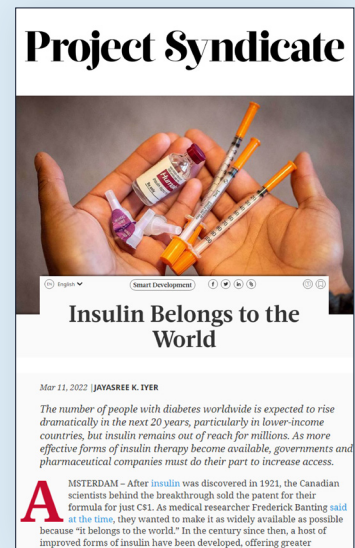 Project Syndicate
Humu
EN English
Smart Development
Insulin Belongs to the
World
Mar 11, 2022 | JAYASREE K. IYER
The number of people with diabetes worldwide is expected to rise
dramatically in the next 20 years, particularly in lower-income
countries, but insulin remains out of reach for millions. As more
effective forms of insulin therapy become available, governments and
pharmaceutical companies must do their part to increase access.
AMSTERDAM – After insulin was discovered in 1921, the Canadian
scientists behind the breakthrough sold the patent for their
formula for just C$1. As medical researcher Frederick Banting said
at the time, they wanted to make it as widely available as possible
because “it belongs to the world.” In the century since then, a host of
improved forms of insulin have been developed, offering greater